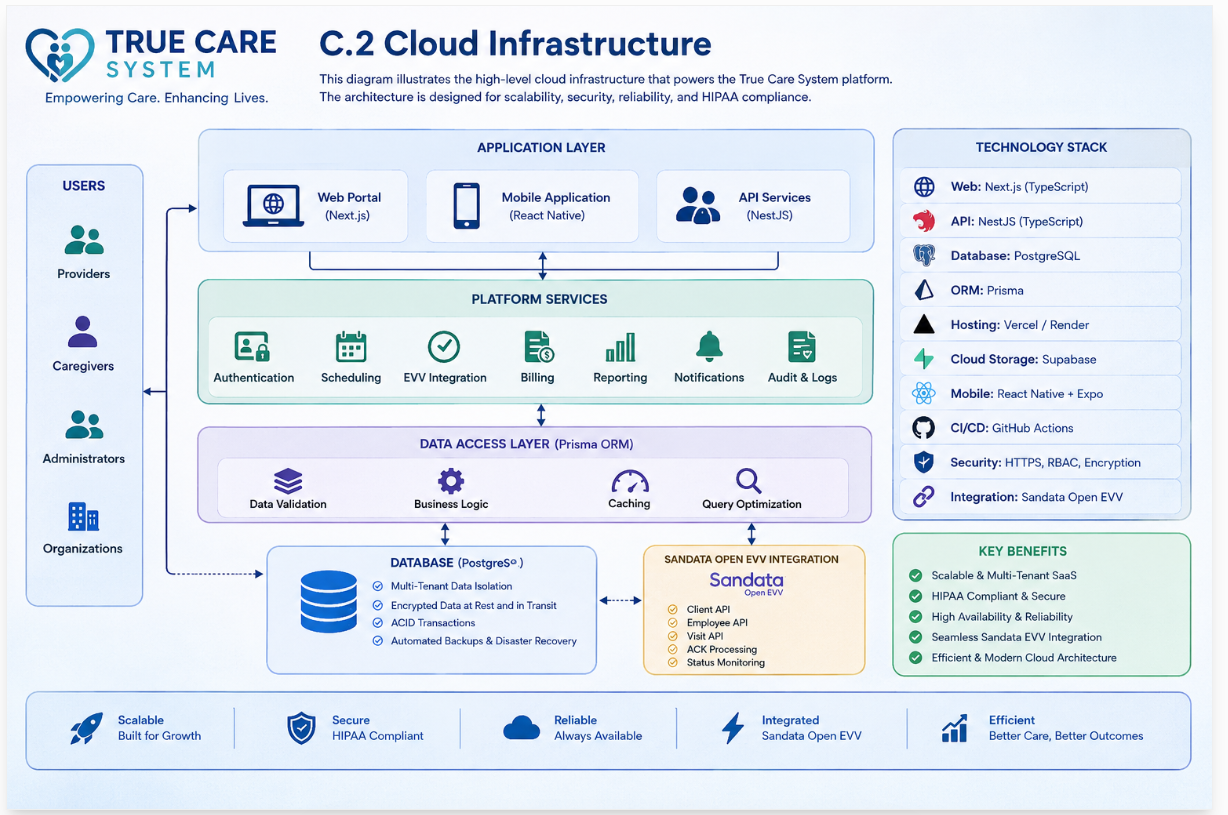 TRUE CARE
SYSTEM
Empowering Care. Enhancing Lives.
C.2 Cloud Infrastructure
This diagram illustrates the high-level cloud infrastructure that powers the True Care System platform.
The architecture is designed for scalability, security, reliability, and HIPAA compliance.
USERS
Providers
Caregivers
Administrators
Organizations
APPLICATION LAYER
Web Portal
(Next.js)
Mobile Application
(React Native)
API Services
(NestJS)
PLATFORM SERVICES
Authentication
Scheduling
EVV Integration
Billing
Reporting
Notifications
Audit & Logs
DATA ACCESS LAYER (Prisma ORM)
Data Validation
Business Logic
Caching
Query Optimization
DATABASE
Multi-Tenant Data Isolation
Encrypted Data at Rest and in Transit
ACID Transactions
Automated Backups & Disaster Recovery
SANDATA OPEN EVV INTEGRATION
Sandata
Open EVV
Client API
Employee API
Visit API
ACK Processing
Status Monitoring
TECHNOLOGY STACK
Web: Next.js (TypeScript)
API: NestJS (TypeScript)
Database: PostgreSQL
ORM: Prisma
Hosting: Vercel / Render
Cloud Storage: Supabase
Mobile: React Native + Expo
CI/CD: GitHub Actions
Security: HTTPS, RBAC, Encryption
Integration: Sandata Open EVV
KEY BENEFITS
Scalable & Multi-Tenant SaaS
HIPAA Compliant & Secure
High Availability & Reliability
Seamless Sandata EVV Integration
Efficient & Modern Cloud Architecture
Scalable
Built for Growth
Secure
HIPAA Compliant
Reliable
Always Available
Integrated
Sandata Open EVV
Efficient
Better Care, Better Outcomes